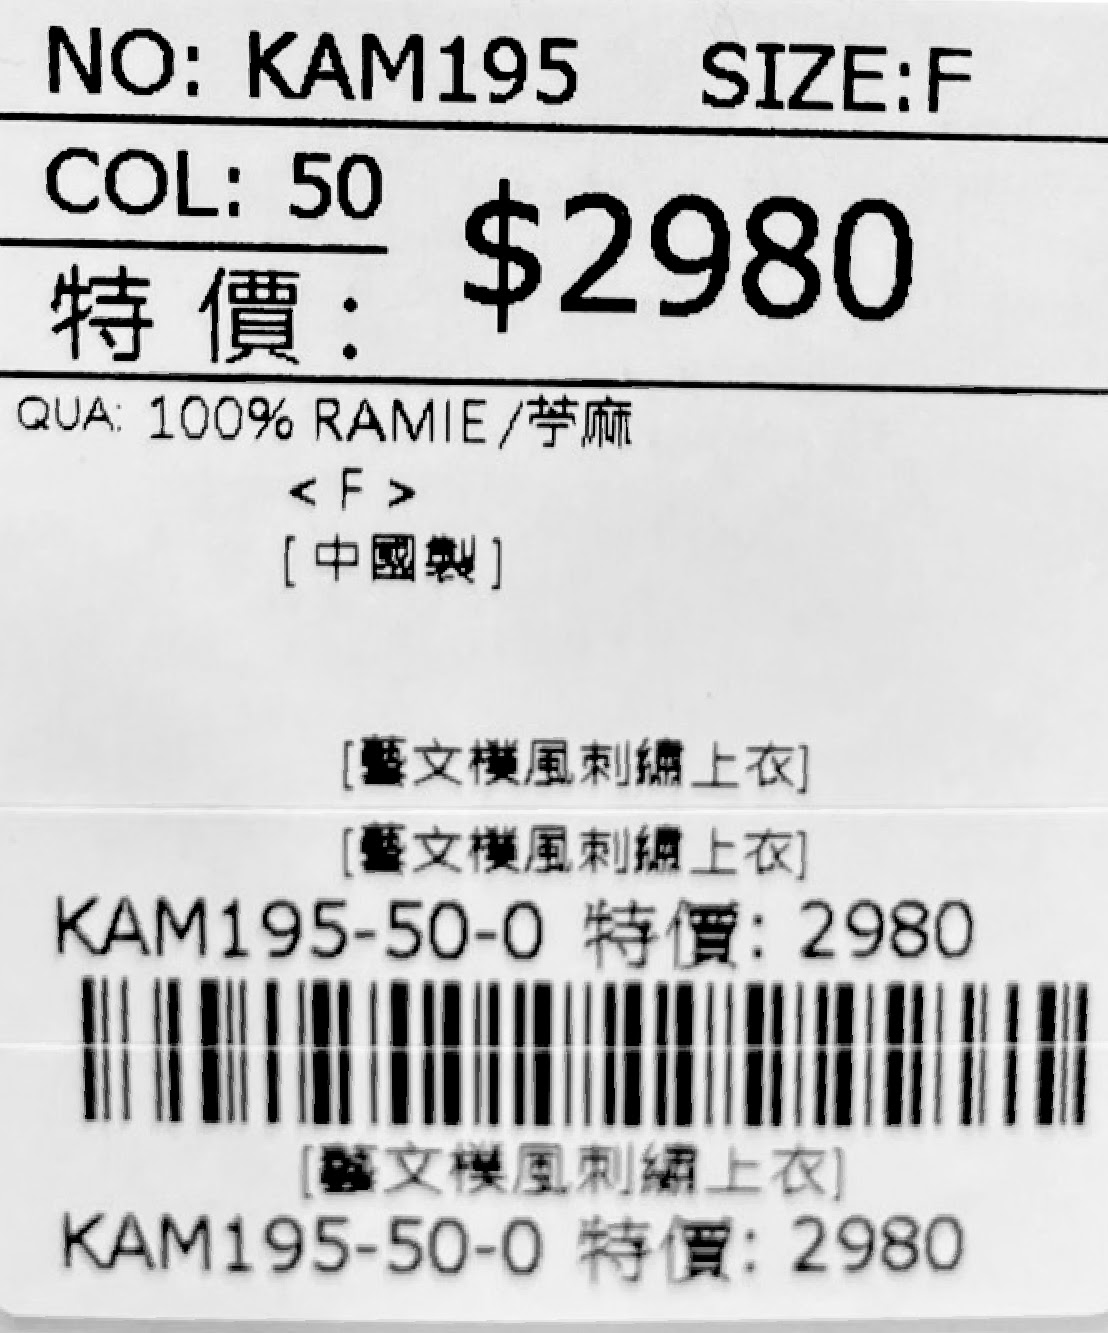 NO: KAM195 SIZE:F
COL: 50
$2980
特價:
QUA: 100% RAMIE/苧麻
< F >
[中國製]
[藝文樸風刺繡上衣]
[藝文樸風刺繡上衣]
KAM195-50-0 特價: 2980
[藝文樸風刺繡上衣]
KAM195-50-0 特價: 2980